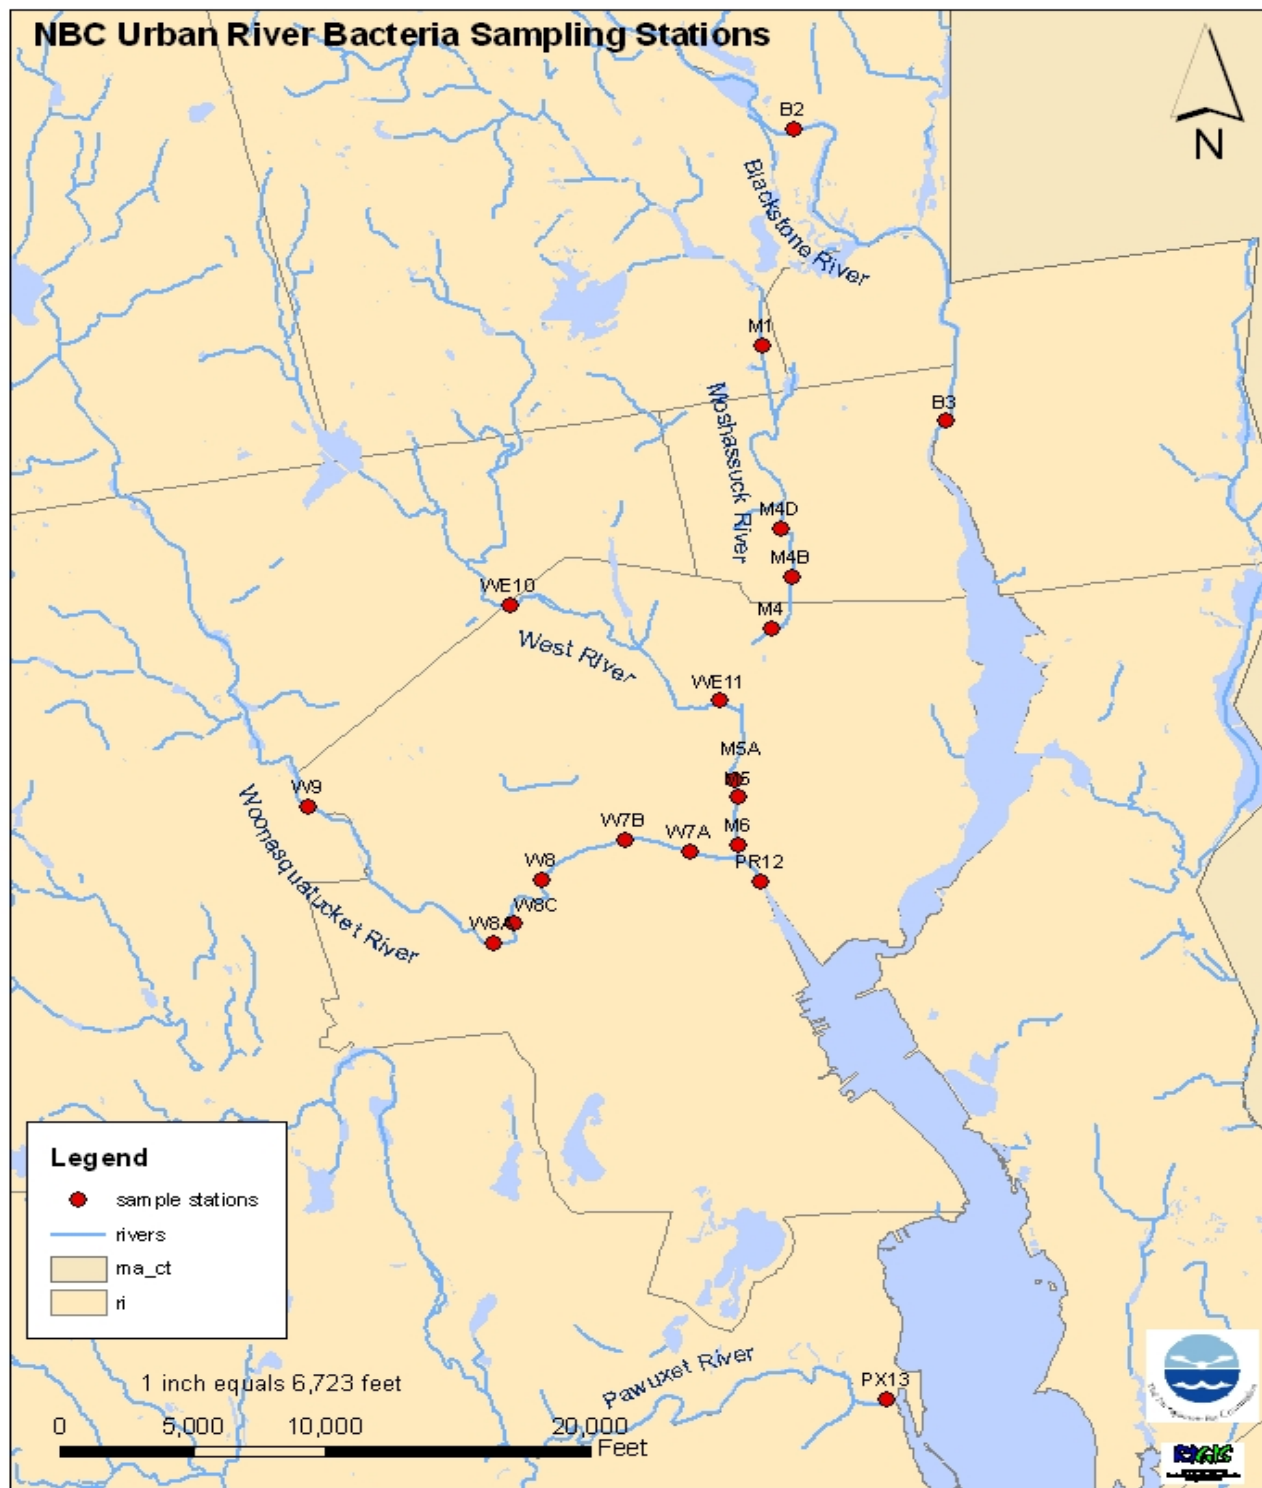 NBC Urban River Bacteria Sampling Stations
N
B2
Blackstone River
M1
Moshassuck River
B3
M4D
M4B
WE10
M4
West River
WE11
M5A
M5
W9
W7B
W7A
M6
Woonasquatucket River
W8
PR12
W8A
W8C
Legend
sample stations
rivers
ma_ct
ri
Pawuxet River
PX13
1 inch equals 6,723 feet
0 5,000 10,000 20,000
Feet
RIGIS